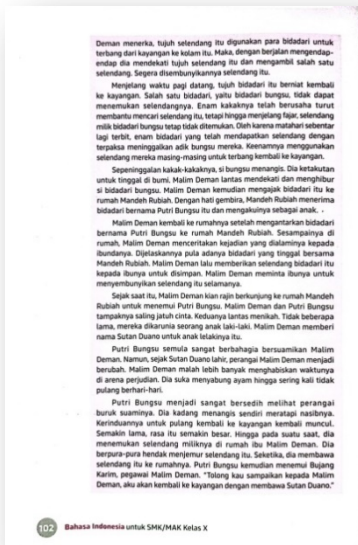 Deman menerka, tujuh selendang itu digunakan para bidadari untuk
terbang dari kayangan ke kolam itu. Maka, dengan berjalan mengendap-
endap dia mendekati tujuh selendang itu dan mengambil salah satu
selendang. Segera disembunyikannya selendang itu.
Menjelang waktu pagi datang, tujuh bidadari itu berniat kembali
ke kayangan. Salah satu bidadari, yaitu bidadari bungsu, tidak dapat
menemukan selendangnya. Enam kakaknya telah berusaha turut
membantu mencari selendang itu, tetapi hingga menjelang fajar, selendang
milik bidadari bungsu tetap tidak ditemukan. Oleh karena matahari sebentar
lagi terbit, enam bidadari yang telah mendapatkan selendang dengan
terpaksa meninggalkan adik bungsu mereka. Keenamnya menggunakan
selendang mereka masing-masing untuk terbang kembali ke kayangan.
Sepeninggalan kakak-kakaknya, si bungsu menangis. Dia ketakutan
untuk tinggal di bumi. Malim Deman lantas mendekati dan menghibur
si bidadari bungsu. Malim Deman kemudian mengajak bidadari itu ke
rumah Mandeh Rubiah. Dengan hati gembira, Mandeh Rubiah menerima
bidadari bernama Putri Bungsu itu dan mengakuinya sebagai anak. .
Malim Deman kembali ke rumahnya setelah mengantarkan bidadari
bernama Putri Bungsu ke rumah Mandeh Rubiah. Sesampainya di
rumah, Malim Deman menceritakan kejadian yang dialaminya kepada
ibundanya. Dijelaskannya pula adanya bidadari yang tinggal bersama
Mandeh Rubiah. Malim Deman lalu memberikan selendang bidadari itu
kepada ibunya untuk disimpan. Malim Deman meminta ibunya untuk
menyembunyikan selendang itu selamanya.
Sejak saat itu, Malim Deman kian rajin berkunjung ke rumah Mandeh
Rubiah untuk menemui Putri Bungsu. Malim Deman dan Putri Bungsu
tampaknya saling jatuh cinta. Keduanya lantas menikah. Tidak beberapa
lama, mereka dikarunia seorang anak laki-laki. Malim Deman memberi
nama Sutan Duano untuk anak lelakinya itu.
Putri Bungsu semula sangat berbahagia bersuamikan Malim
Deman. Namun, sejak Sutan Duano lahir, perangai Malim Deman menjadi
berubah. Malim Deman malah lebih banyak menghabiskan waktunya
di arena perjudian. Dia suka menyabung ayam hingga sering kali tidak
pulang berhari-hari.
Putri Bungsu menjadi sangat bersedih melihat perangai
buruk suaminy. Dia kadang menangis sendiri meratapi nasibnya.
Kerinduannya untuk pulang kembali ke kayangan kembali muncul.
Semakin lama, rasa itu semakin besar. Hingga pada suatu saat, dia
menemukan selendang miliknya di rumah ibu Malim Deman. Dia
berpura-pura hendak menjemur selendang itu. Seketika, dia membawa
selendang itu ke rumahnya. Putri Bungsu kemudian menemui Bujang
Karim, pegawai Malim Deman. "Tolong kau sampaikan kepada Malim
Deman, aku akan kembali ke kayangan dengan membawa Sutan Duano."
102 Bahasa Indonesia untuk SMK/MAK Kelas X